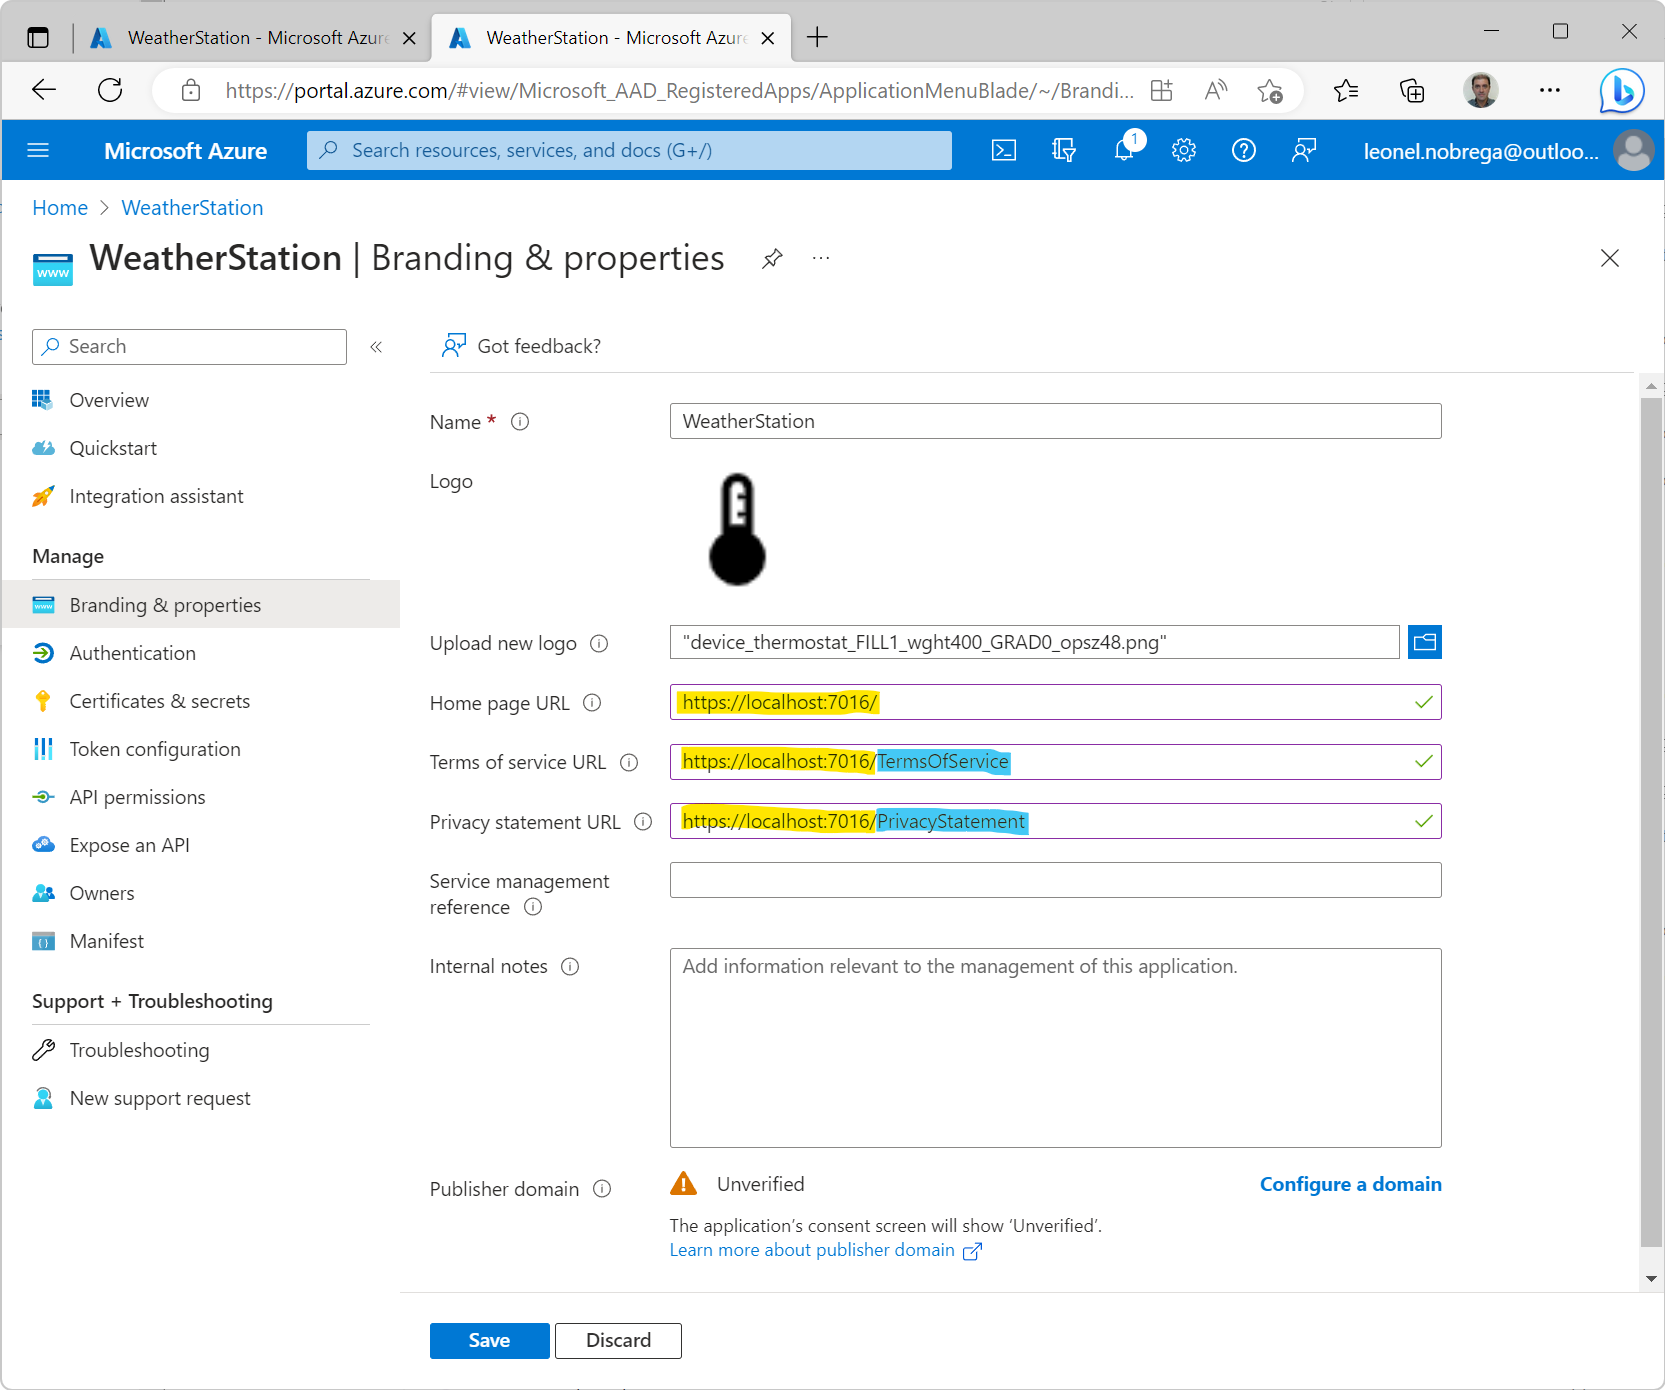 WeatherStation - Microsoft Azur
WeatherStation - Microsoft Azur
https://portal.azure.com/#view/Microsoft_AAD_RegisteredApps/ApplicationMenuBlade/~/Brandi...
Microsoft Azure
Search resources, services, and docs (G+/)
1
leonel.nobrega@outloo...
Home > WeatherStation
www
WeatherStation | Branding & properties
Search
Got feedback?
Overview
Quickstart
Integration assistant
Manage
Branding & properties
Authentication
Certificates & secrets
Token configuration
API permissions
Expose an API
Owners
Manifest
Support + Troubleshooting
Troubleshooting
New support request
Name *
WeatherStation
Logo
Upload new logo
"device_thermostat_FILL1_wght400_GRAD0_opsz48.png"
Home page URL
https://localhost:7016/
Terms of service URL
https://localhost:7016/TermsOfService
Privacy statement URL
https://localhost:7016/PrivacyStatement
Service management
reference
Internal notes
Add information relevant to the management of this application.
Publisher domain
Unverified
Configure a domain
The application's consent screen will show 'Unverified'.
Learn more about publisher domain
Save
Discard